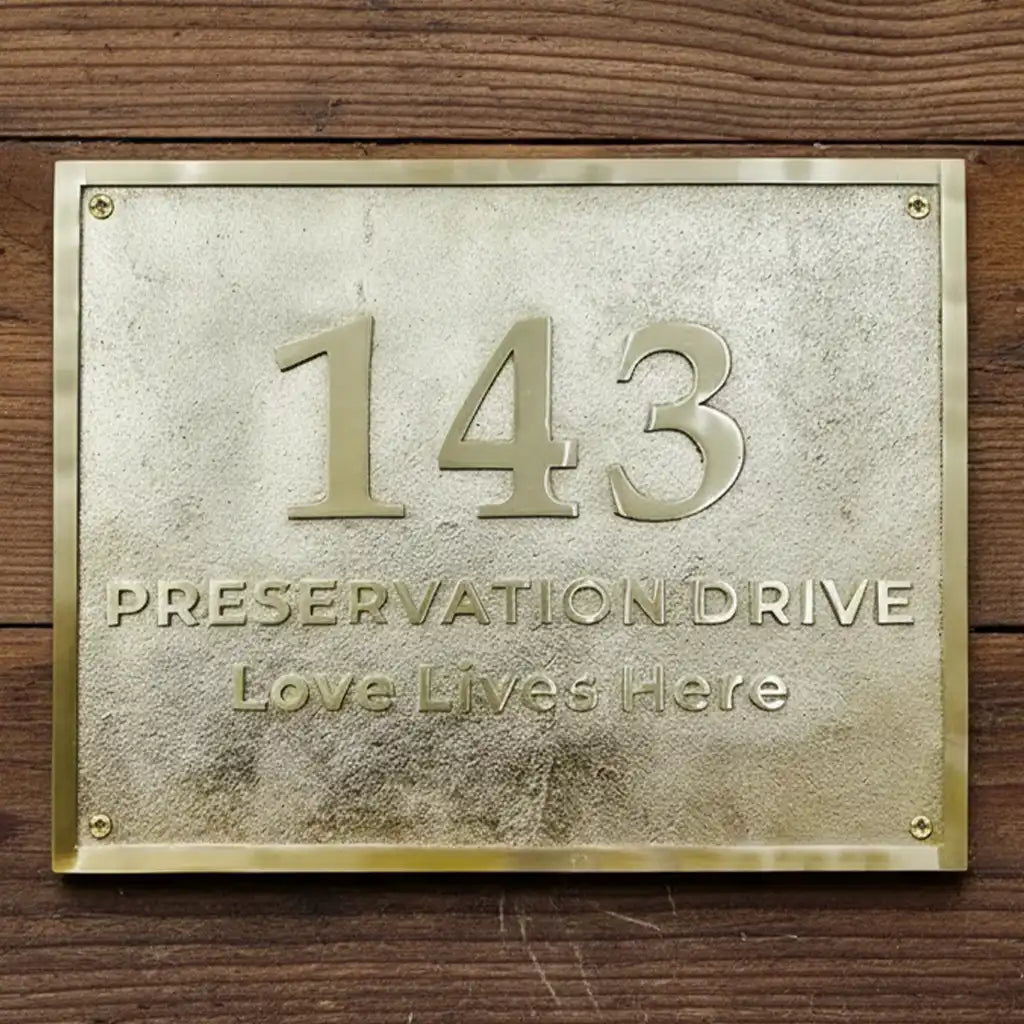 143
PRESERVATION DRIVE
Love Lives Here